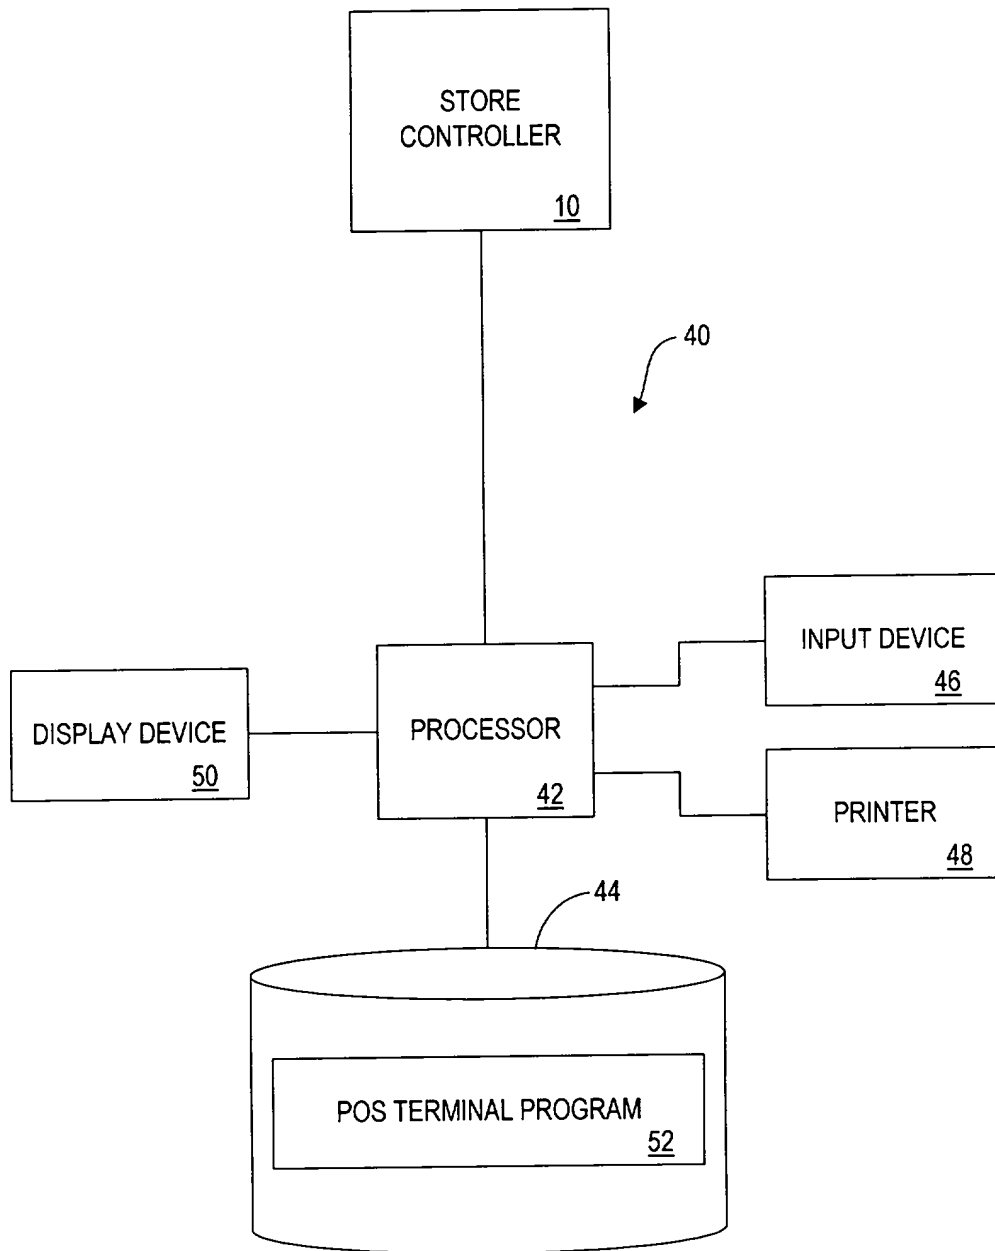 STORE
CONTROLLER
10
40
INPUT DEVICE
46
DISPLAY DEVICE
50
PROCESSOR
42
PRINTER
48
44
POS TERMINAL PROGRAM
52